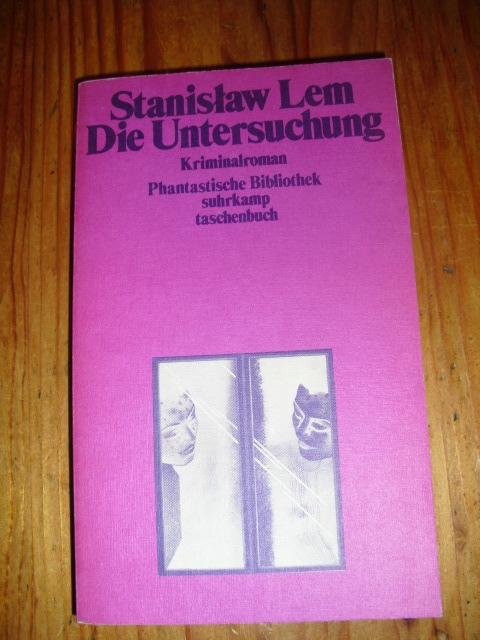 Stanisław Lem
Die Untersuchung
Kriminalroman
Phantastische Bibliothek
suhrkamp
taschenbuch